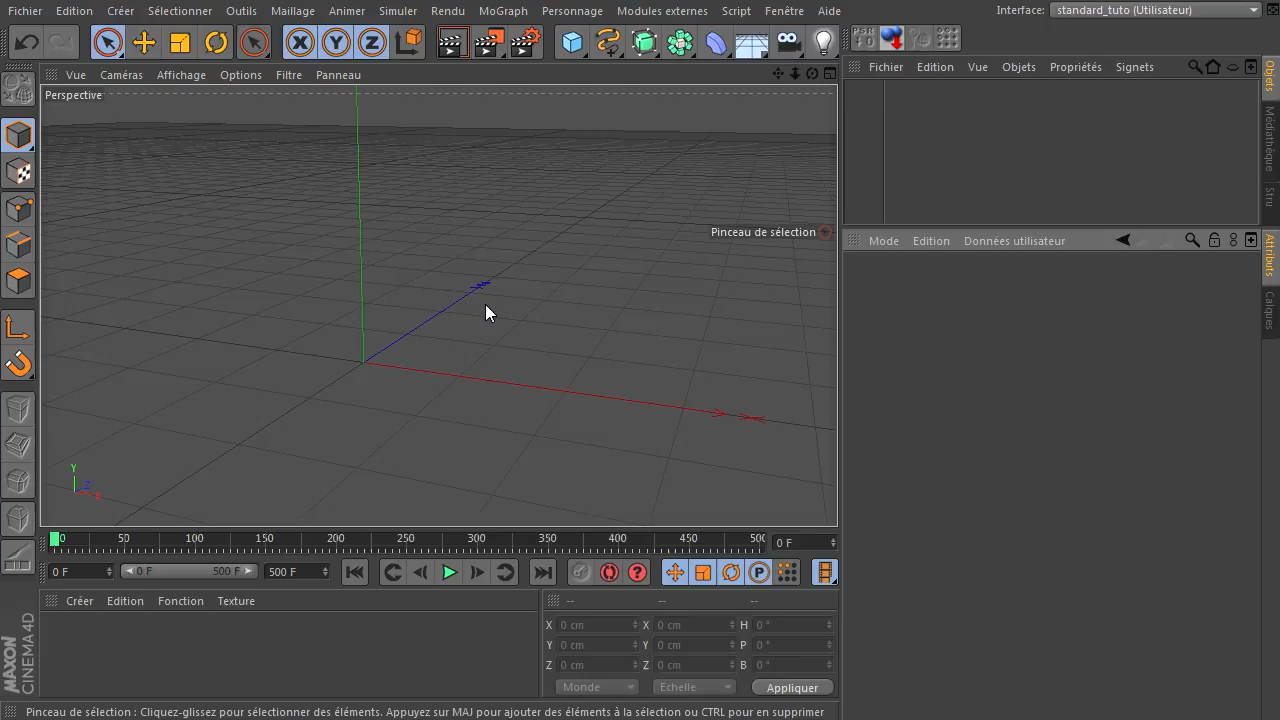 Fichier Edition Créer Sélectionner Outils Maillage Animer Simuler Rendu MoGraph Personnage Modules externes Script Fenêtre Aide Interface: standard_tuto (Utilisateur)
X Y Z PSR
Vue Caméras Affichage Options Filtre Panneau
Fichier Edition Vue Objets Propriétés Signets
Perspective
Objets
Médiathèque
Stru
Pinceau de sélection
Mode Edition Données utilisateur
Attributs
Calques
Y
Z
X
0 50 100 150 200 250 300 350 400 450 500 0 F
0 F 0 F 500 F 500 F P
Créer Edition Fonction Texture -- -- --
X 0 cm X 0 cm H 0 °
Y 0 cm Y 0 cm P 0 °
Z 0 cm Z 0 cm B 0 °
Monde Echelle Appliquer
MAXON
CINEMA 4D
Pinceau de sélection : Cliquez-glissez pour sélectionner des éléments. Appuyez sur MAJ pour ajouter des éléments à la sélection ou CTRL pour en supprimer